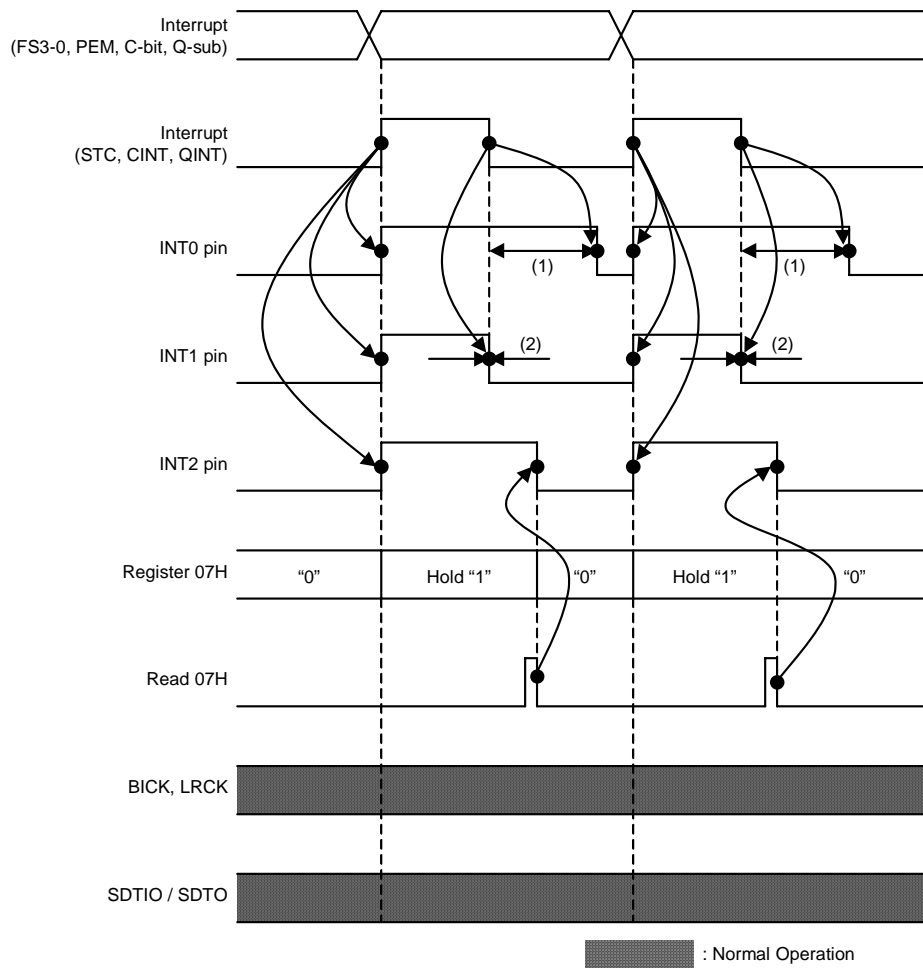 Interrupt
(FS3-0, PEM, C-bit, Q-sub)
Interrupt
(STC, CINT, QINT)
INT0 pin
(1)
(1)
INT1 pin
(2)
(2)
INT2 pin
Register 07H
“0”
Hold “1”
“0”
Hold “1”
“0”
Read 07H
BICK, LRCK
SDTIO / SDTO
: Normal Operation